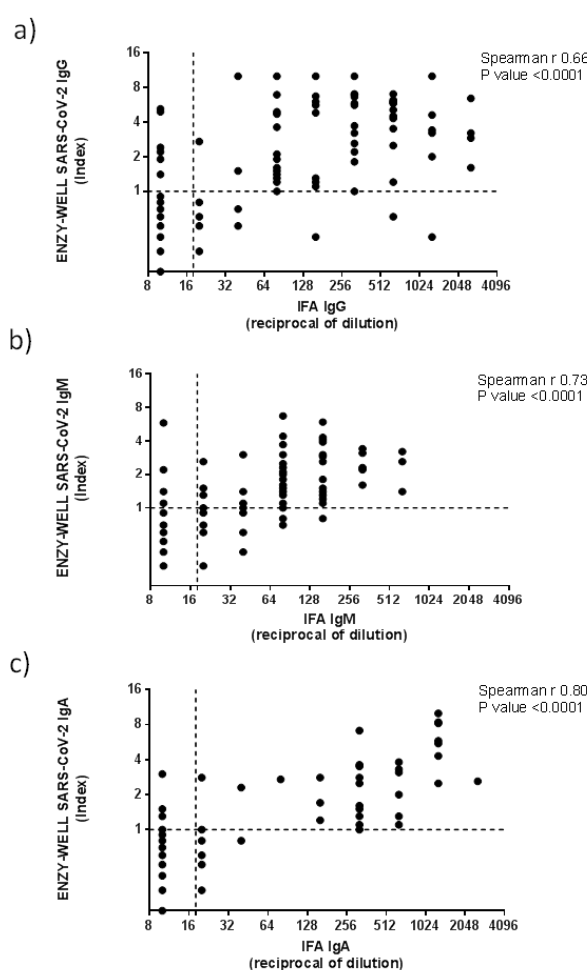 a)
Spearman r 0.66
P value <0.0001
ENZY-WELL SARS-CoV-2 IgG
(Index)
16
8
4
2
1
8 16 32 64 128 256 512 1024 2048 4096
IFA IgG
(reciprocal of dilution)
b)
Spearman r 0.73
P value <0.0001
ENZY-WELL SARS-CoV-2 IgM
(Index)
16
8
4
2
1
8 16 32 64 128 256 512 1024 2048 4096
IFA IgM
(reciprocal of dilution)
c)
Spearman r 0.80
P value <0.0001
ENZY-WELL SARS-CoV-2 IgA
(Index)
16
8
4
2
1
8 16 32 64 128 256 512 1024 2048 4096
IFA IgA
(reciprocal of dilution)